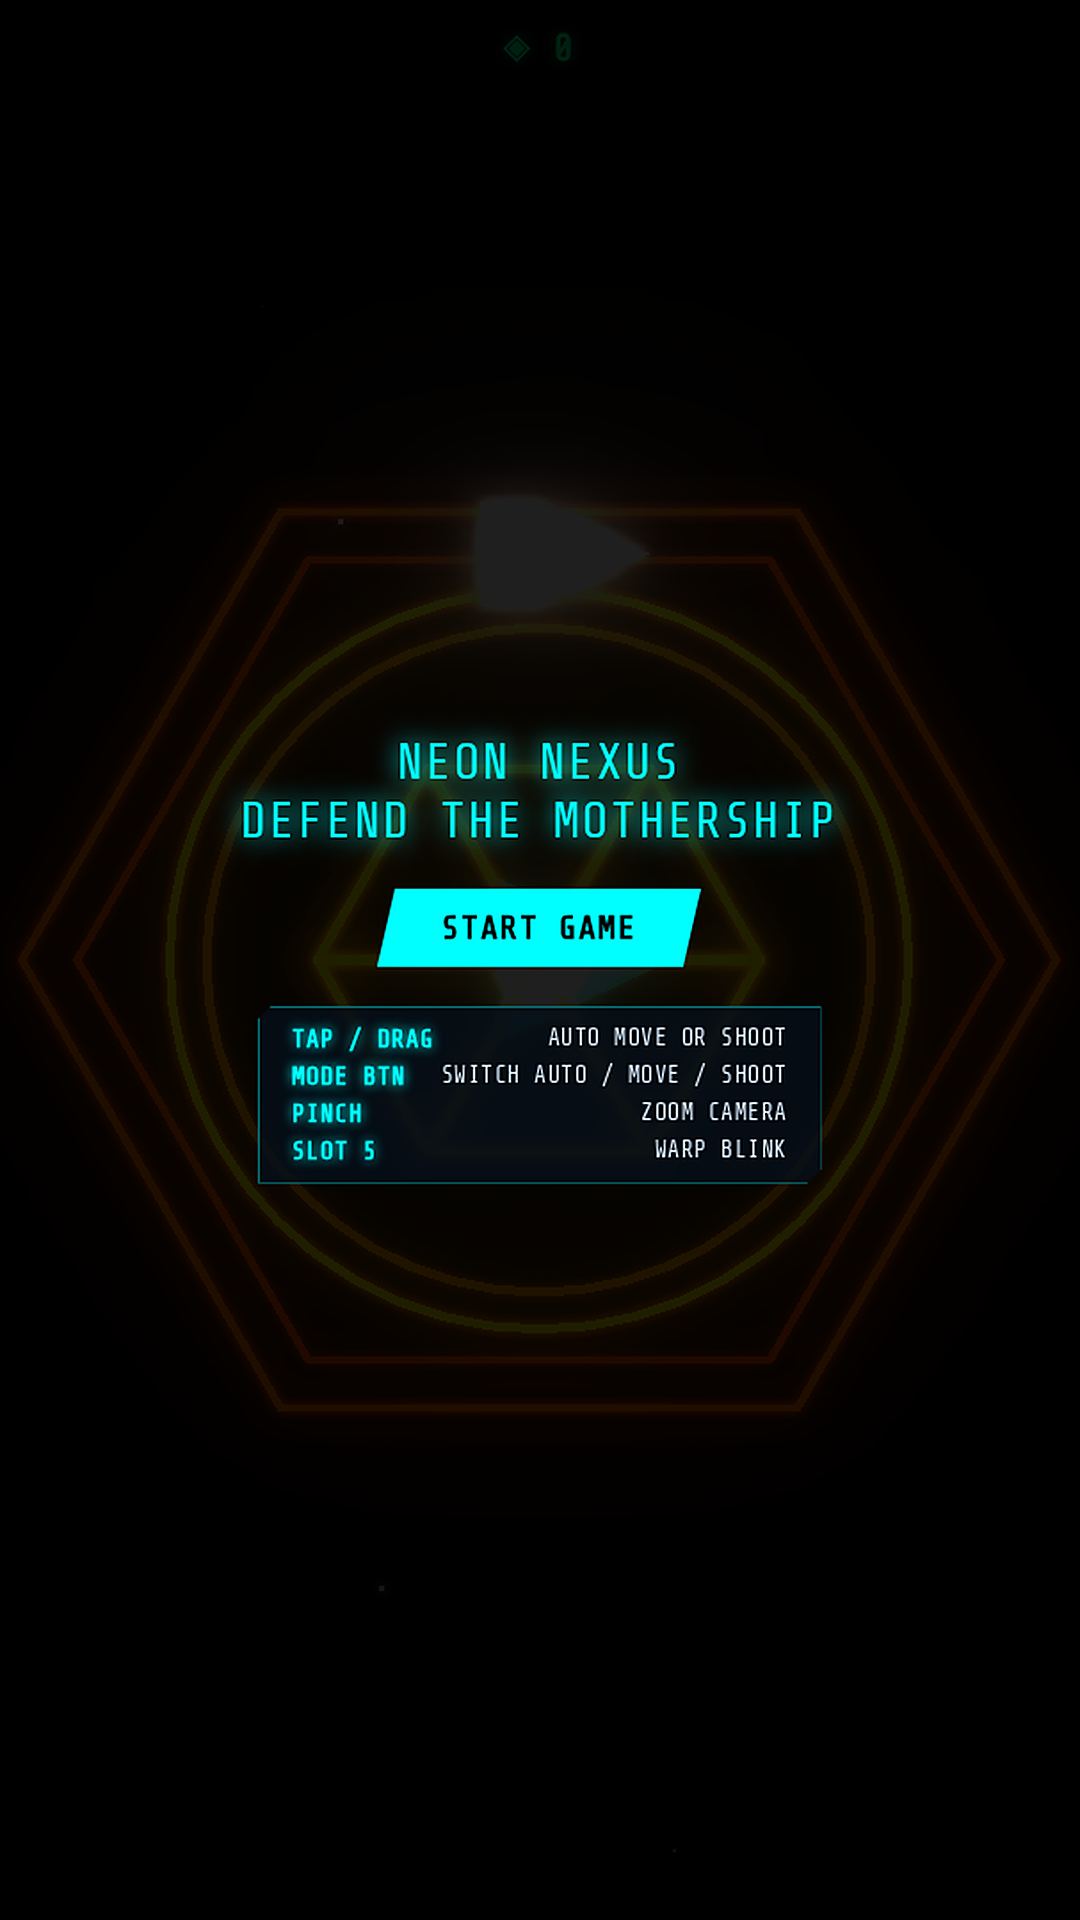 ◈ 0
NEON NEXUS
DEFEND THE MOTHERSHIP
START GAME
TAP / DRAG AUTO MOVE OR SHOOT
MODE BTN SWITCH AUTO / MOVE / SHOOT
PINCH ZOOM CAMERA
SLOT 5 WARP BLINK